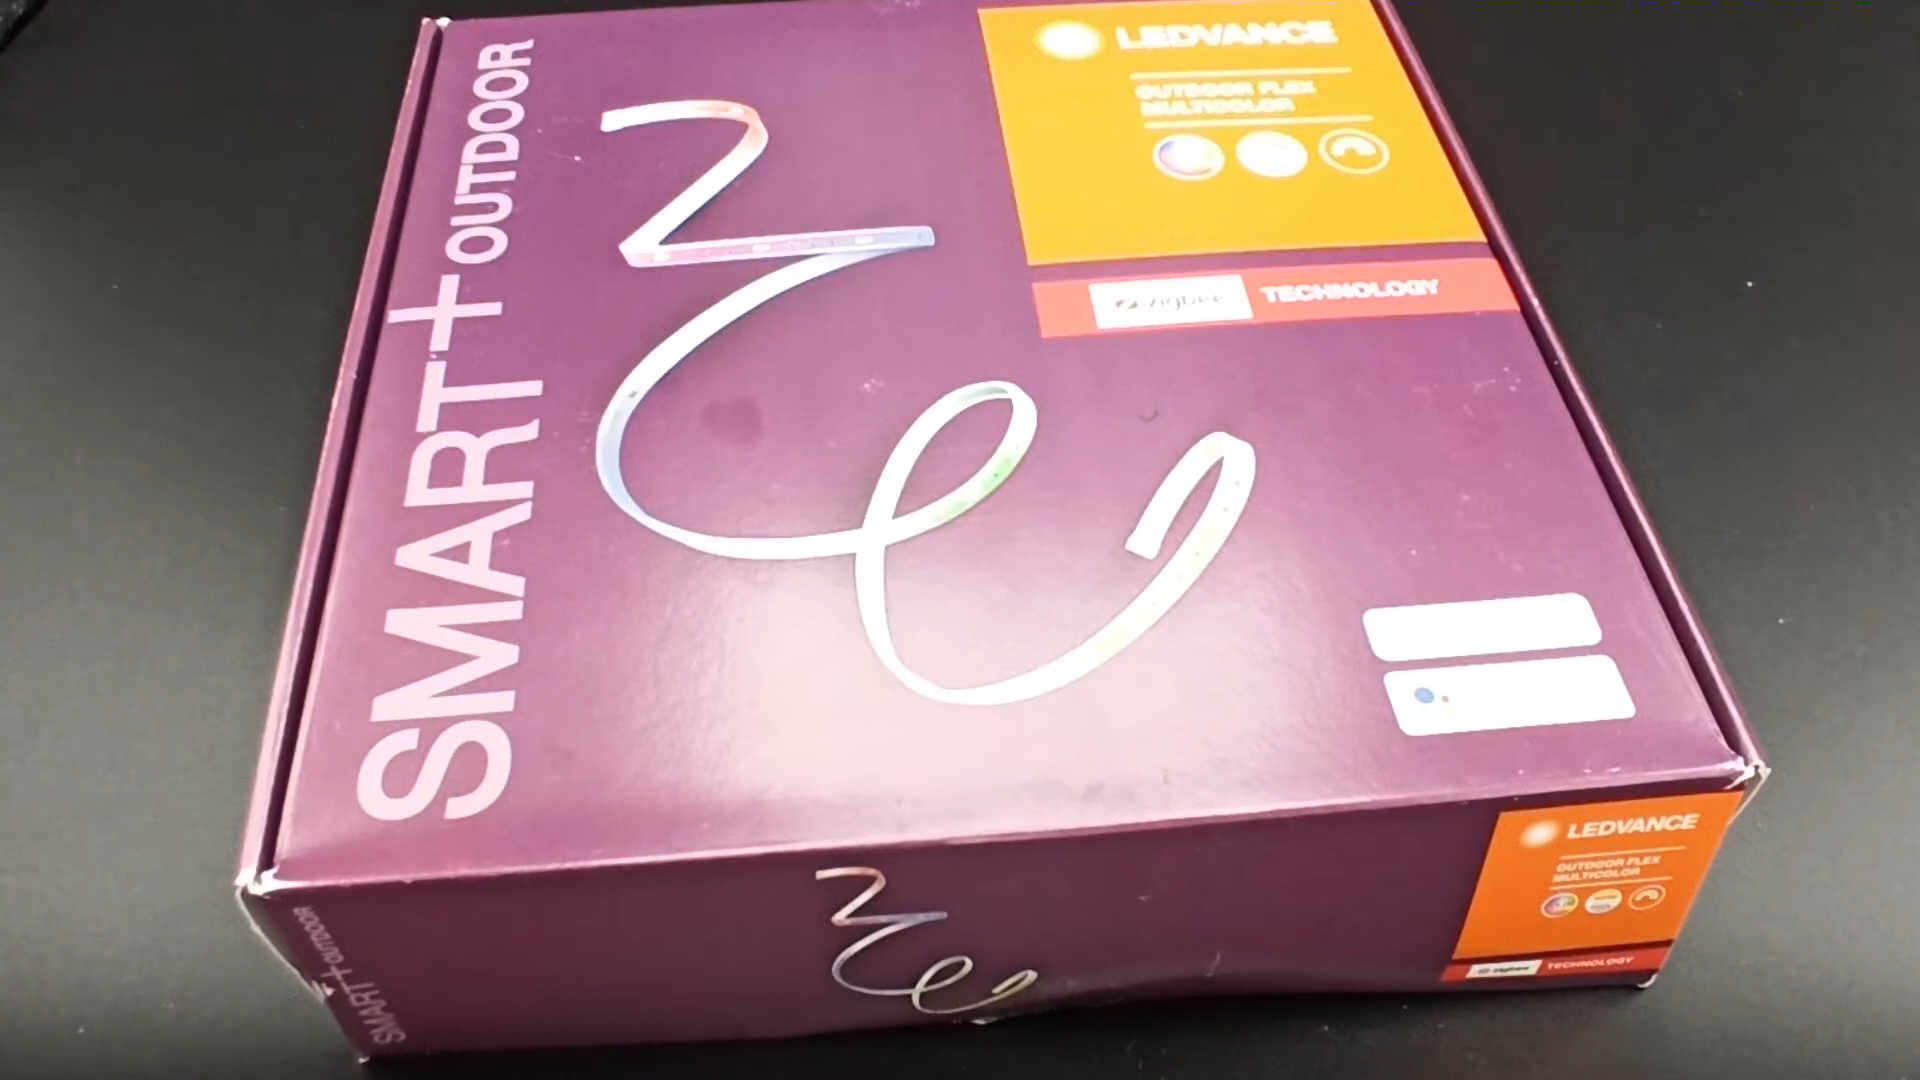 SMART+ OUTDOOR
LEDVANCE
OUTDOOR FLEX
MULTICOLOR
zigbee TECHNOLOGY
SMART+ OUTDOOR
LEDVANCE
OUTDOOR FLEX
MULTICOLOR
zigbee TECHNOLOGY